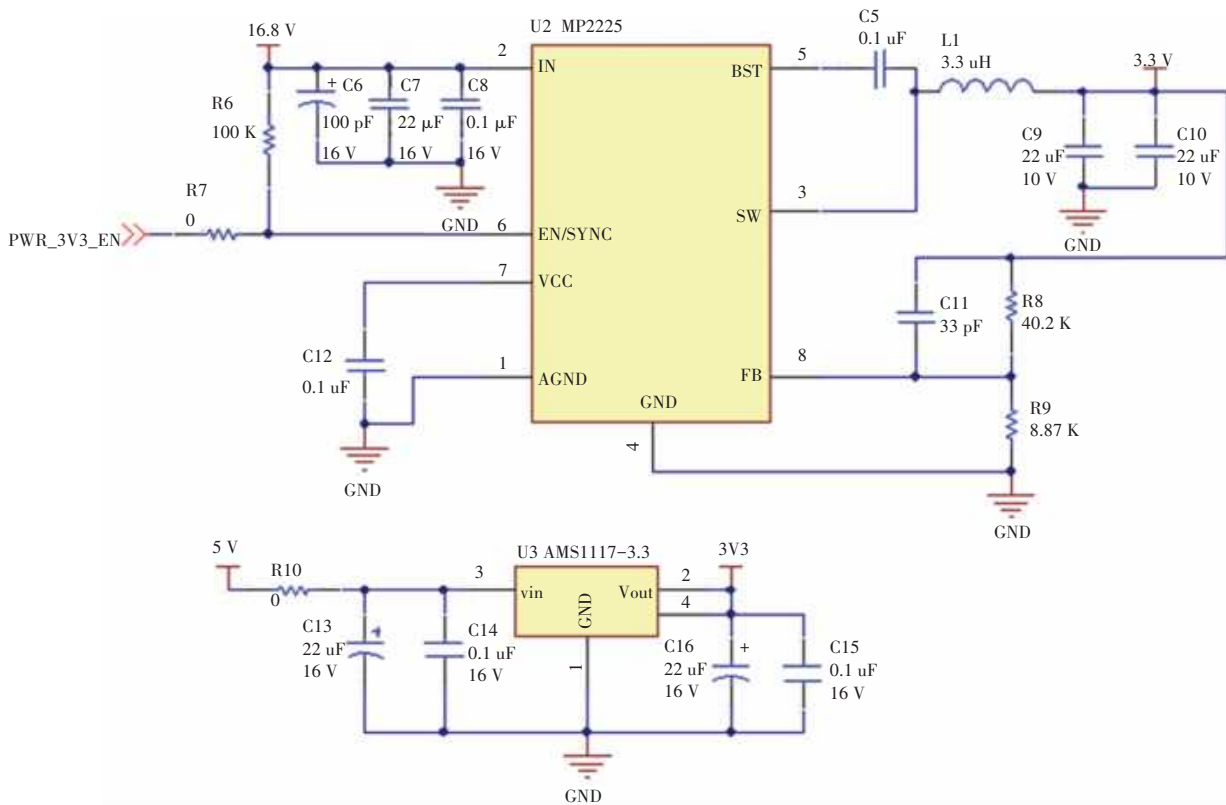 U2 MP2225
16.8 V
2
IN
+ C6
100 pF
16 V
C7
22 μF
16 V
C8
0.1 μF
16 V
GND
R6
100 K
R7
0
PWR_3V3_EN
6
EN/SYNC
7
VCC
C12
0.1 uF
1
AGND
GND
GND
4
5
BST
C5
0.1 uF
L1
3.3 uH
3.3 V
C9
22 uF
10 V
C10
22 uF
10 V
GND
3
SW
C11
33 pF
R8
40.2 K
8
FB
R9
8.87 K
GND
5 V
R10
0
3
U3 AMS1117-3.3
vin
GND
Vout
1
2
4
3V3
C13
+
22 uF
16 V
C14
0.1 uF
16 V
C16
+
22 uF
16 V
C15
0.1 uF
16 V
GND